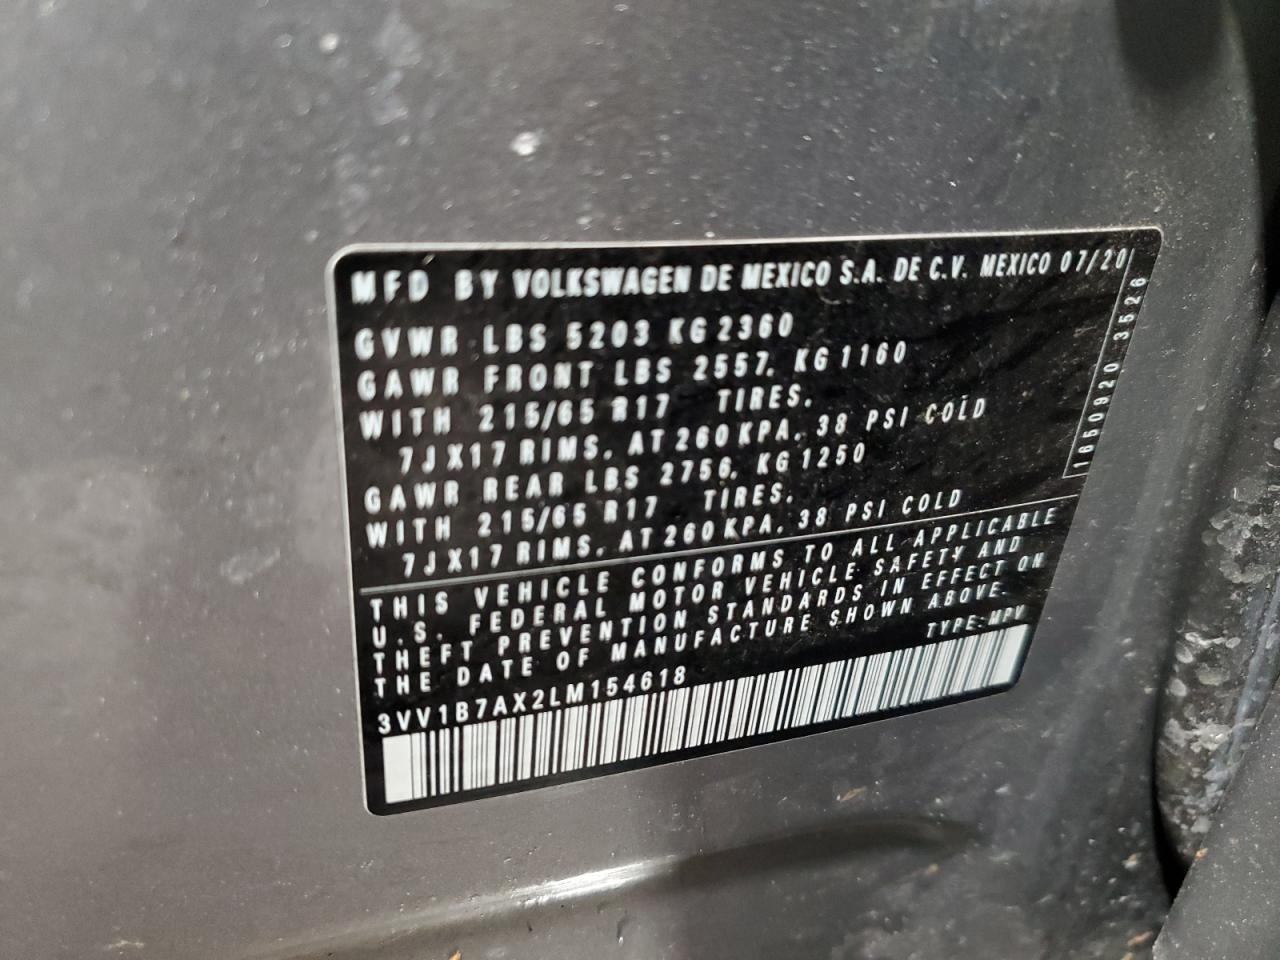 MFD BY VOLKSWAGEN DE MEXICO S.A. DE C.V. MEXICO 07/20
GVWR LBS 5203 KG 2360
GAWR FRONT LBS 2557, KG 1160
WITH 215/65 R17 TIRES,
7JX17 RIMS, AT 260 KPA, 38 PSI COLD
GAWR REAR LBS 2756, KG 1250
WITH 215/65 R17 TIRES,
7JX17 RIMS, AT 260 KPA, 38 PSI COLD
1650920 3526
THIS VEHICLE CONFORMS TO ALL APPLICABLE
U.S. FEDERAL MOTOR VEHICLE SAFETY AND
THEFT PREVENTION STANDARDS IN EFFECT ON
THE DATE OF MANUFACTURE SHOWN ABOVE.
TYPE:MPV
3VV1B7AX2LM154618